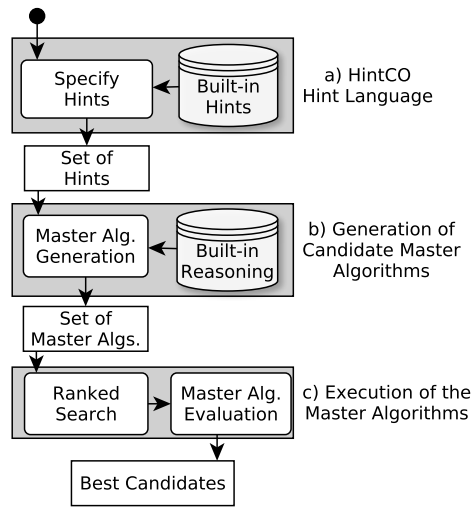 Specify
Hints
Built-in
Hints
a) HintCO
Hint Language
Set of
Hints
Master Alg.
Generation
Built-in
Reasoning
b) Generation of
Candidate Master
Algorithms
Set of
Master Algs.
Ranked
Search
Master Alg.
Evaluation
c) Execution of the
Master Algorithms
Best Candidates